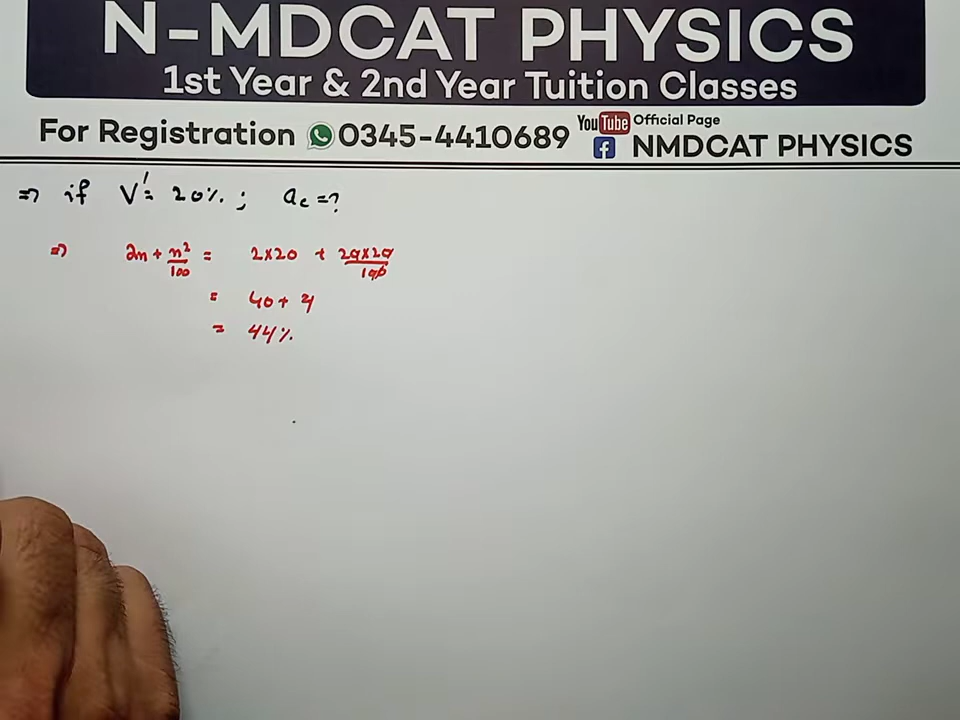 N-MDCAT PHYSICS
1st Year & 2nd Year Tuition Classes
For Registration 0345-4410689 YouTube Official Page
NMDCAT PHYSICS
⇒ if V' = 20% ; ac = ?
⇒ 2n + n²/100 = 2×20 + 20×20/100
= 40 + 4
= 44%